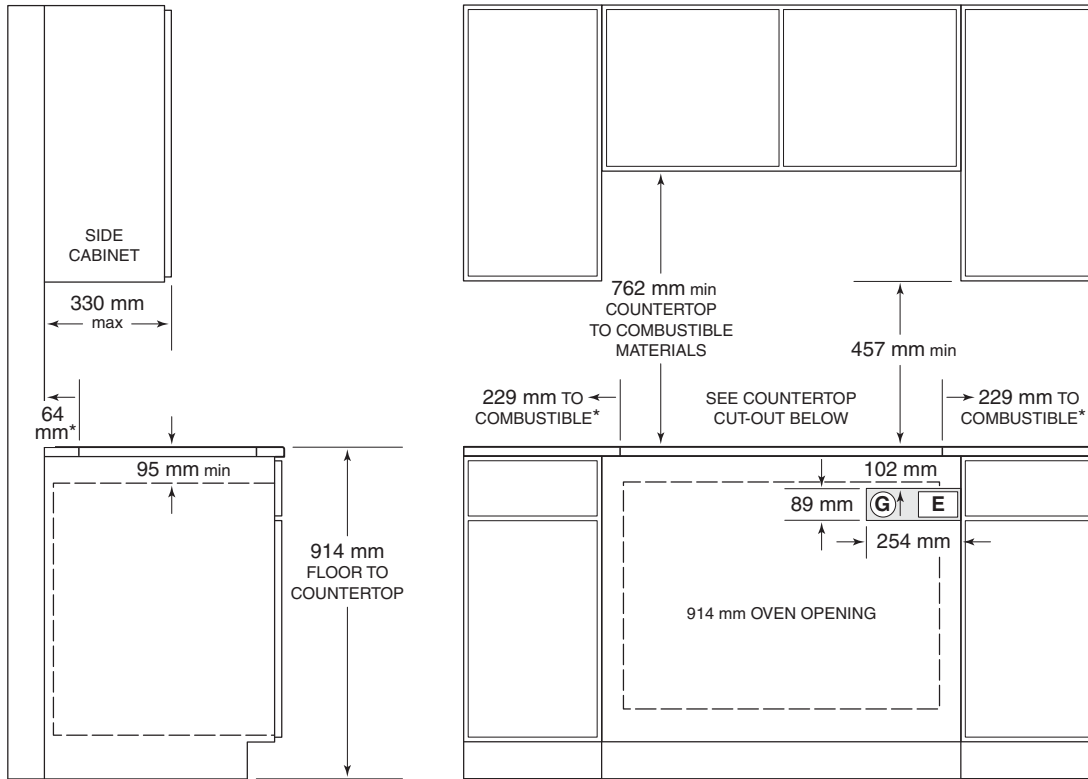 SIDE
CABINET
330 mm
max
64
mm*
95 mm min
914 mm
FLOOR TO
COUNTERTOP
762 mm min
COUNTERTOP
TO COMBUSTIBLE
MATERIALS
457 mm min
229 mm TO
COMBUSTIBLE*
SEE COUNTERTOP
CUT-OUT BELOW
229 mm TO
COMBUSTIBLE*
102 mm
89 mm
G
E
254 mm
914 mm OVEN OPENING